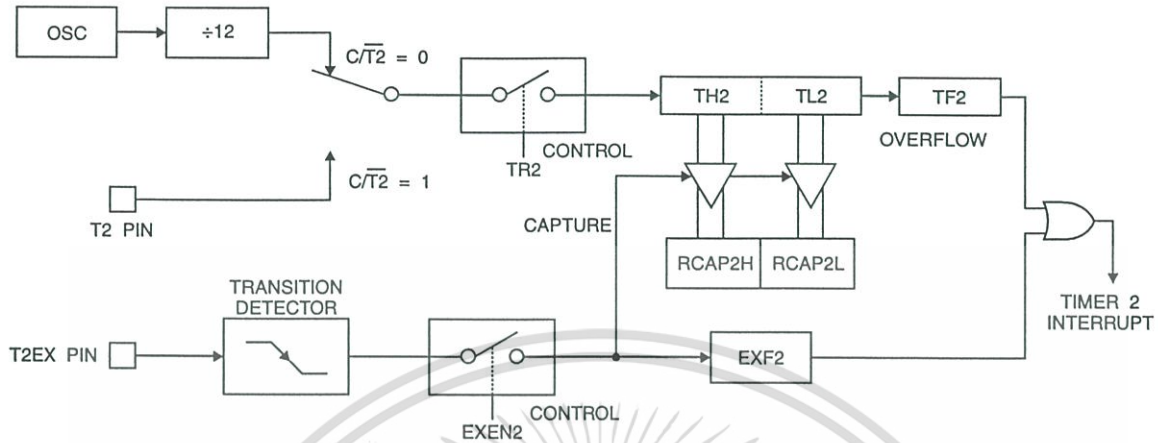 OSC
÷12
C/T2̅ = 0
TH2
TL2
TF2
OVERFLOW
CONTROL
TR2
C/T2̅ = 1
T2 PIN
CAPTURE
RCAP2H
RCAP2L
TRANSITION
DETECTOR
TIMER 2
INTERRUPT
T2EX PIN
EXF2
CONTROL
EXEN2